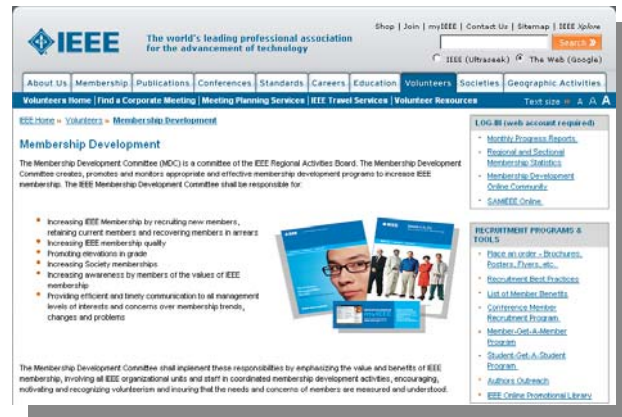 Shop | Join | myIEEE | Contact Us | Sitemap | IEEE Xplore
IEEE
The world's leading professional association
for the advancement of technology
Search
IEEE (Ultraseek) The Web (Google)
About Us Membership Publications Conferences Standards Careers Education Volunteers Societies Geographic Activities
Volunteers Home | Find a Corporate Meeting | Meeting Planning Services | IEEE Travel Services | Volunteer Resources
Text size » A A A
IEEE Home » Volunteers » Membership Development
Membership Development
The Membership Development Committee (MDC) is a committee of the IEEE Regional Activities Board. The Membership Development
Committee creates, promotes and monitors appropriate and effective membership development programs to increase IEEE
membership. The IEEE Membership Development Committee shall be responsible for:
Increasing IEEE Membership by recruiting new members,
retaining current members and recovering members in arrears
Increasing IEEE membership quality
Promoting elevations in grade
Increasing Society memberships
Increasing awareness by members of the values of IEEE
membership
Providing efficient and timely communication to all management
levels of interests and concerns over membership trends,
changes and problems
The Membership Development Committee shall implement these responsibilities by emphasizing the value and benefits of IEEE
membership, involving all IEEE organizational units and staff in coordinated membership development activities, encouraging,
motivating and recognizing volunteerism and insuring that the needs and concerns of members are measured and understood.
LOG-IN (web account required)
Monthly Progress Reports
Regional and Sectional
Membership Statistics
Membership Development
Online Community
SAMIEEE Online
RECRUITMENT PROGRAMS &
TOOLS
Place an order - Brochures,
Posters, Flyers, etc.
Recruitment Best Practices
List of Member Benefits
Conference Member
Recruitment Program
Member-Get-A-Member
Program
Student-Get-A-Student
Program
Authors Outreach
IEEE Online Promotional Library